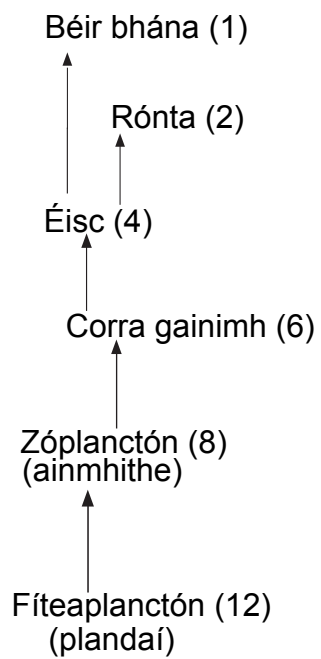 Béir bhána (1)
Rónta (2)
Éisc (4)
Corra gainimh (6)
Zóplanctón (8)
(ainmhithe)
Fíteaplanctón (12)
(plandaí)